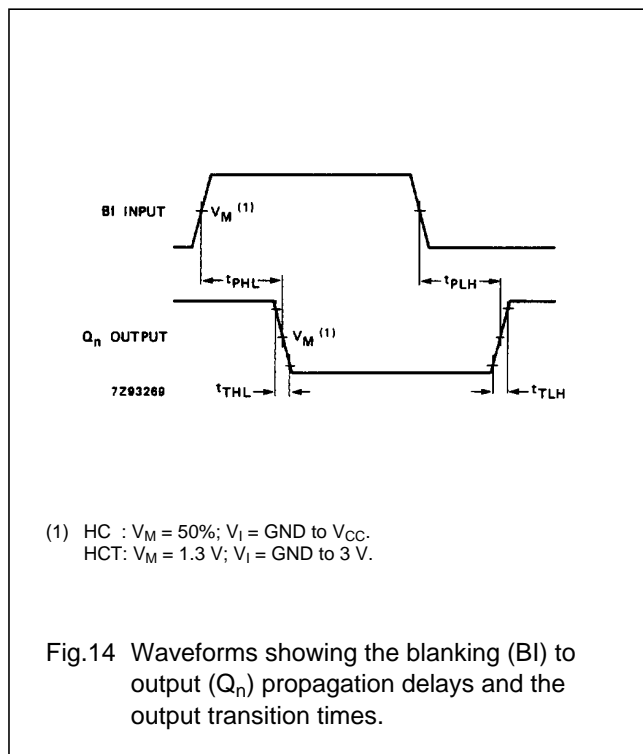 BI INPUT
V_M (1)
t_PHL
t_PLH
Q_n OUTPUT
V_M (1)
7Z93269
t_THL
t_TLH
(1) HC : V_M = 50%; V_I = GND to V_CC.
HCT: V_M = 1.3 V; V_I = GND to 3 V.
Fig.14 Waveforms showing the blanking (BI) to
output (Q_n) propagation delays and the
output transition times.